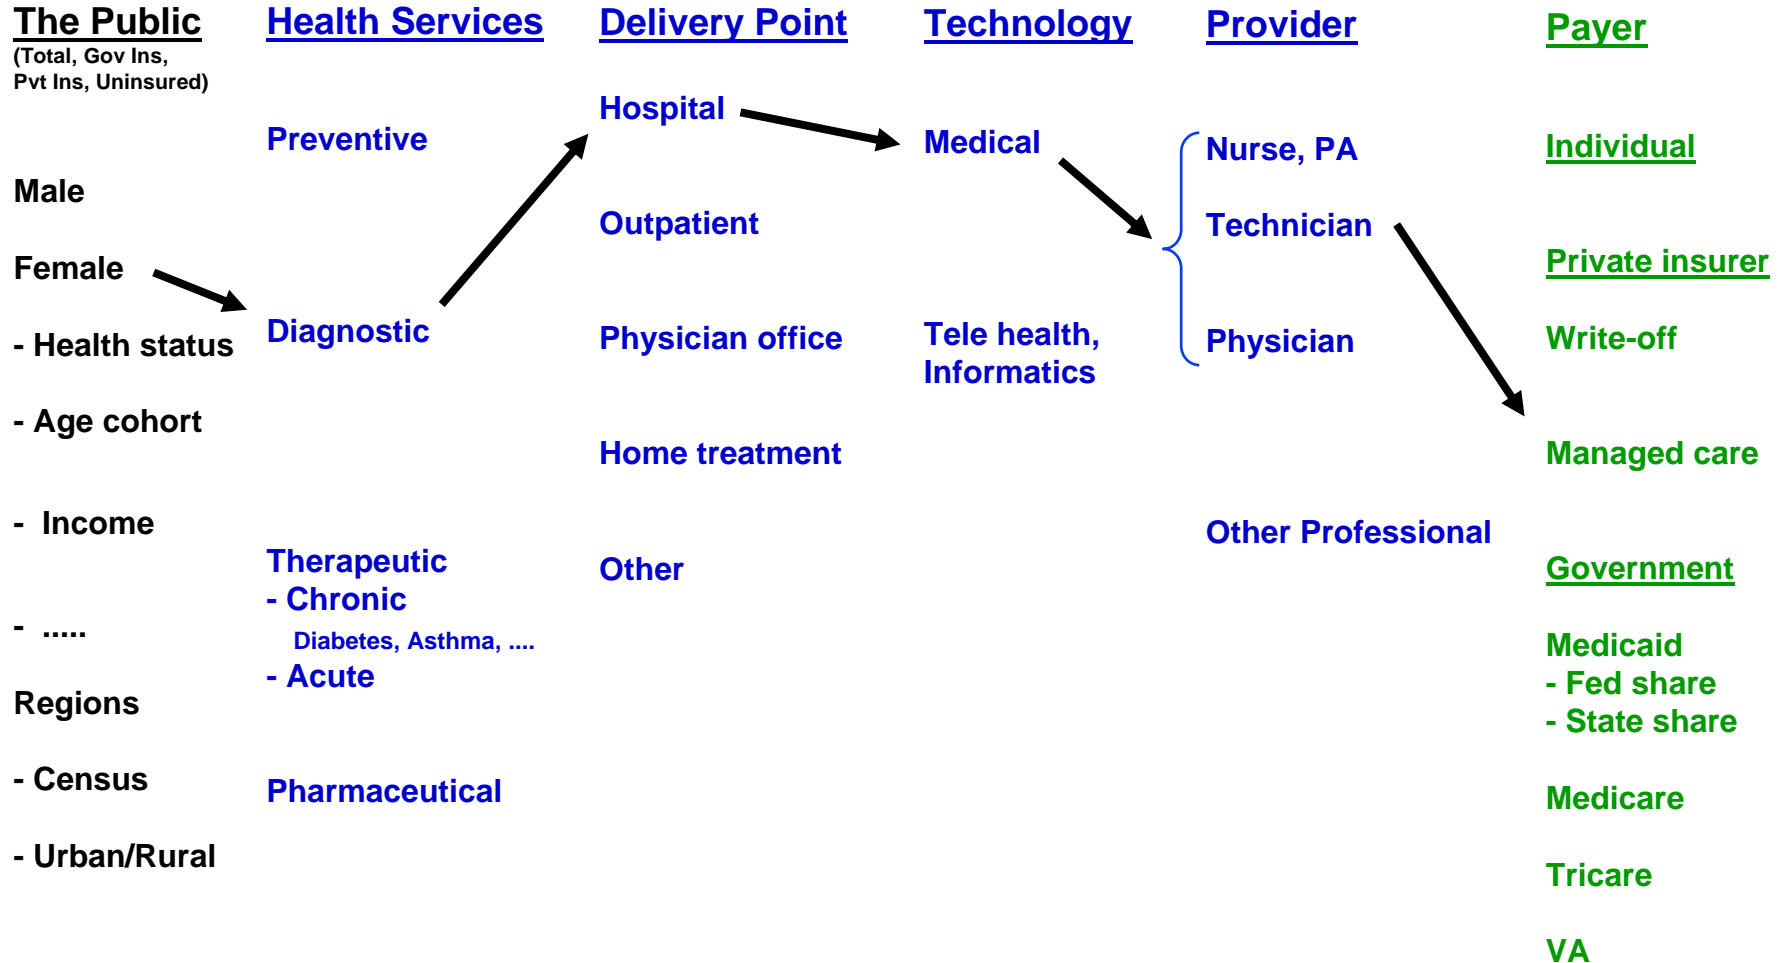 The Public
(Total, Gov Ins,
Pvt Ins, Uninsured)
Male
Female
- Health status
- Age cohort
- Income
- .....
Regions
- Census
- Urban/Rural
Health Services
Preventive
Diagnostic
Therapeutic
- Chronic
Diabetes, Asthma, ....
- Acute
Pharmaceutical
Delivery Point
Hospital
Outpatient
Physician office
Home treatment
Other
Technology
Medical
Tele health,
Informatics
Provider
Nurse, PA
Technician
Physician
Other Professional
Payer
Individual
Private insurer
Write-off
Managed care
Government
Medicaid
- Fed share
- State share
Medicare
Tricare
VA